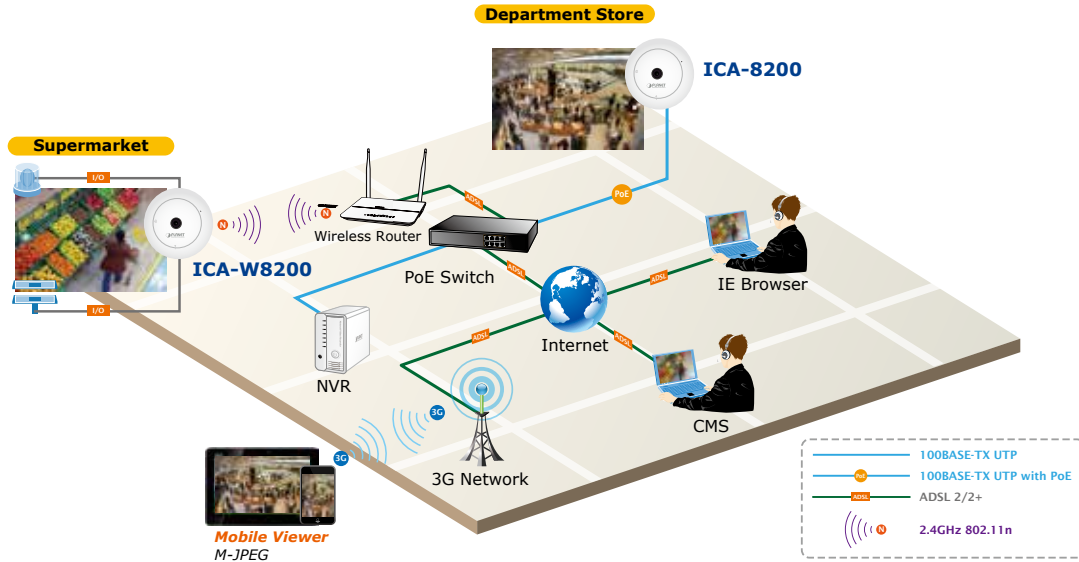 Department Store
ICA-8200
Supermarket
I/O
PoE
ADSL
N
N
Wireless Router
ICA-W8200
PoE Switch
ADSL
ADSL
IE Browser
I/O
ADSL
Internet
ADSL
NVR
3G
CMS
3G
3G Network
Mobile Viewer
M-JPEG
100BASE-TX UTP
PoE
100BASE-TX UTP with PoE
ADSL
ADSL 2/2+
N
2.4GHz 802.11n